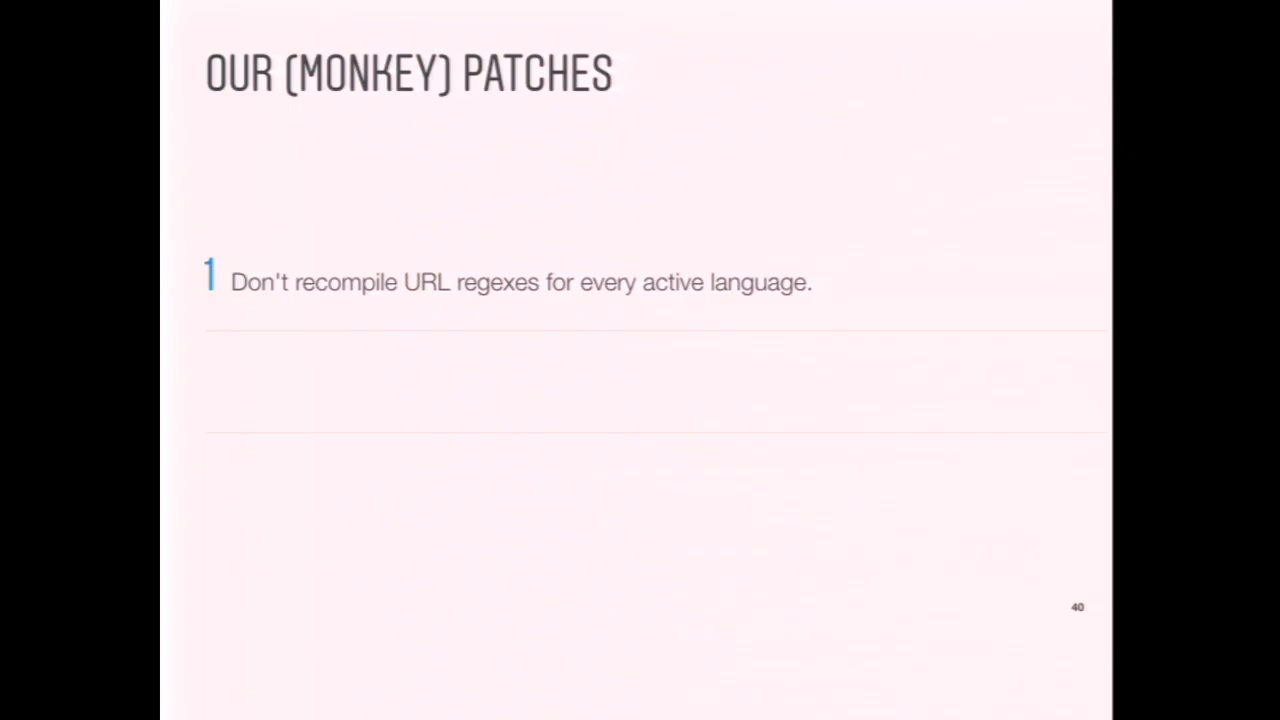 OUR (MONKEY) PATCHES
1 Don't recompile URL regexes for every active language.
40